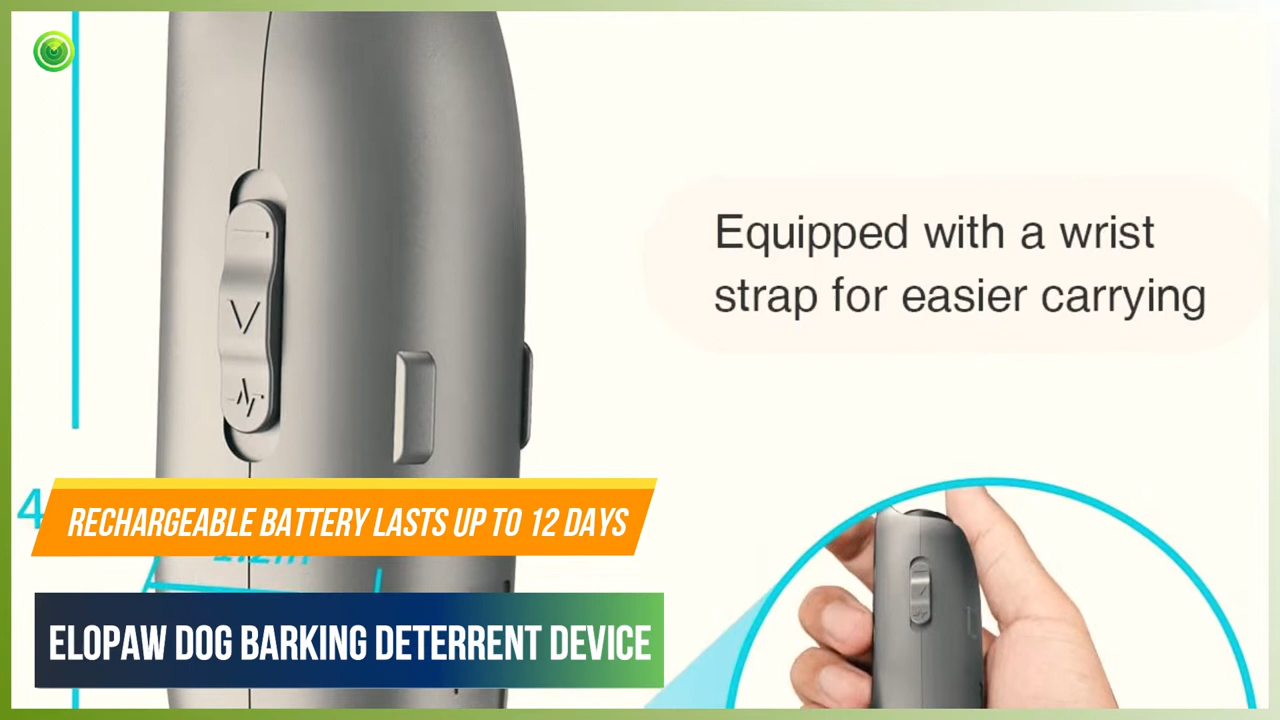 Equipped with a wrist
strap for easier carrying
4
RECHARGEABLE BATTERY LASTS UP TO 12 DAYS
ELOPAW DOG BARKING DETERRENT DEVICE